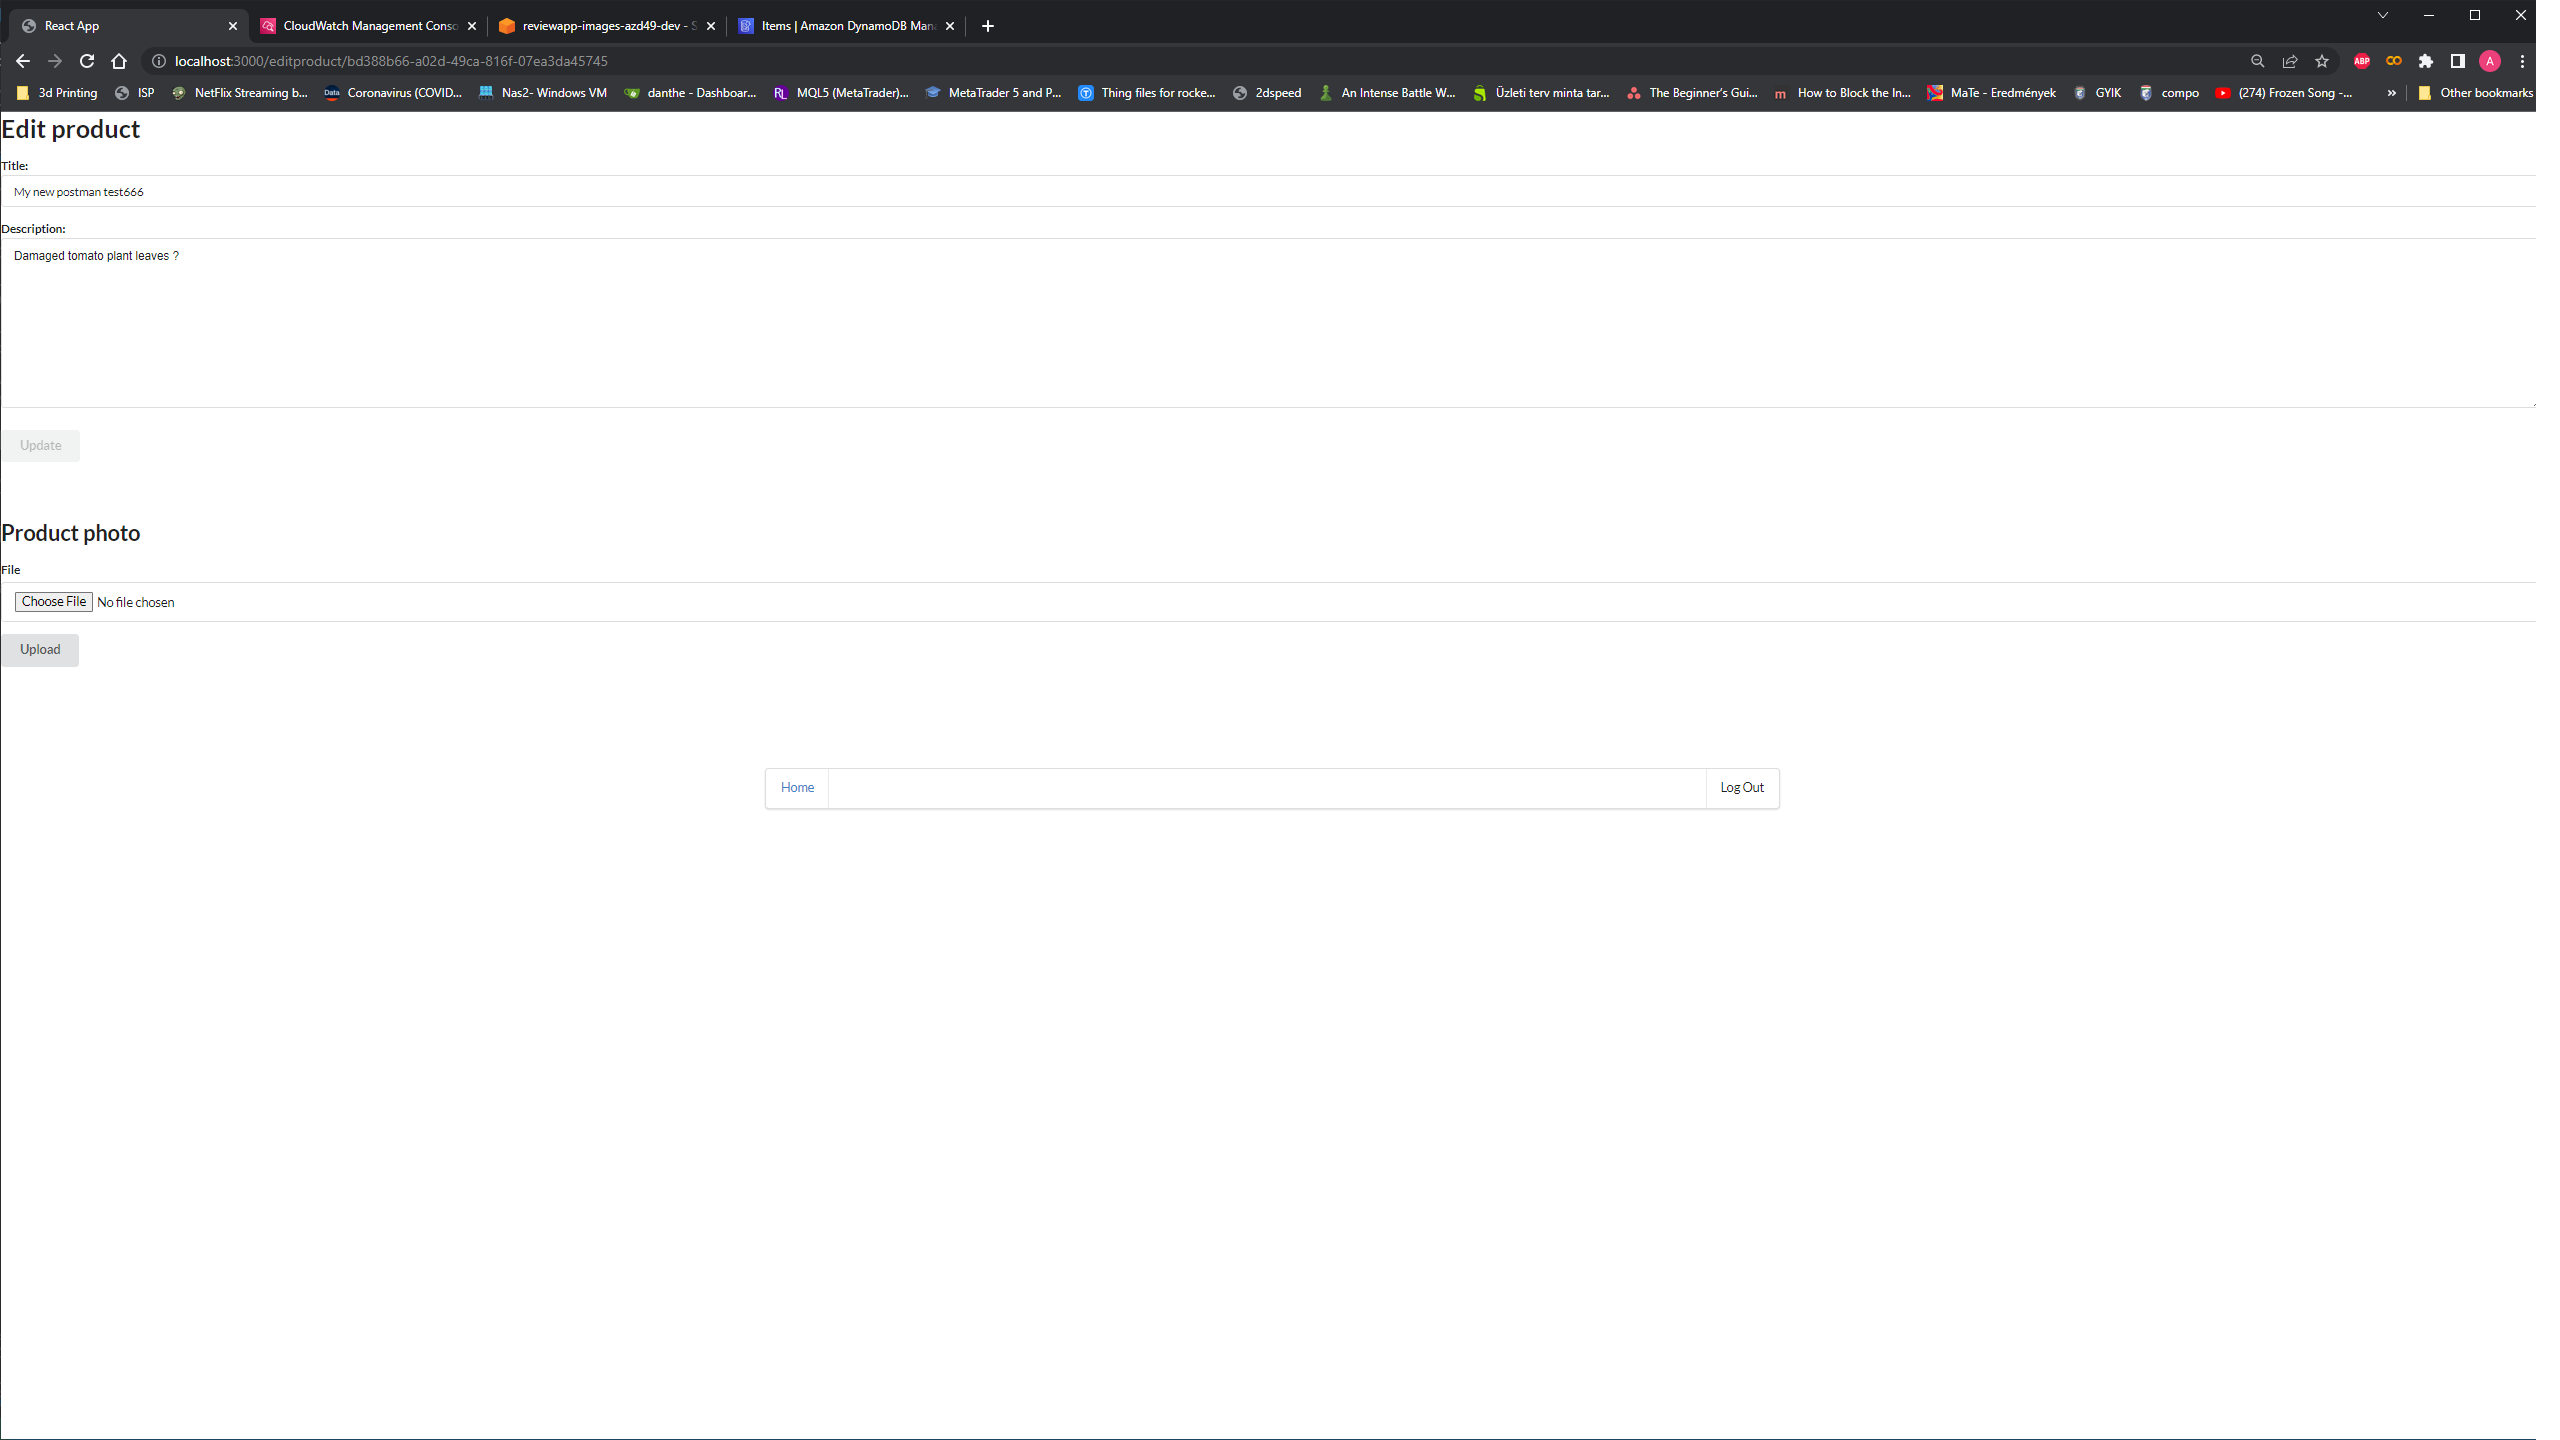 React App
CloudWatch Management Conso
reviewapp-images-azd49-dev - S
Items | Amazon DynamoDB Man
localhost:3000/editproduct/bd388b66-a02d-49ca-816f-07ea3da45745
ABP
A
3d Printing
ISP
NetFlix Streaming b...
Data
Coronavirus (COVID...
Nas2- Windows VM
danthe - Dashboar...
MQL5 (MetaTrader)...
MetaTrader 5 and P...
Thing files for rocke...
2dspeed
An Intense Battle W...
Üzleti terv minta tar...
The Beginner's Gui...
m
How to Block the In...
MaTe - Eredmények
GYIK
compo
(274) Frozen Song -...
»
Other bookmarks
Edit product
Title:
My new postman test666
Description:
Damaged tomato plant leaves ?
Update
Product photo
File
Choose File No file chosen
Upload
Home
Log Out